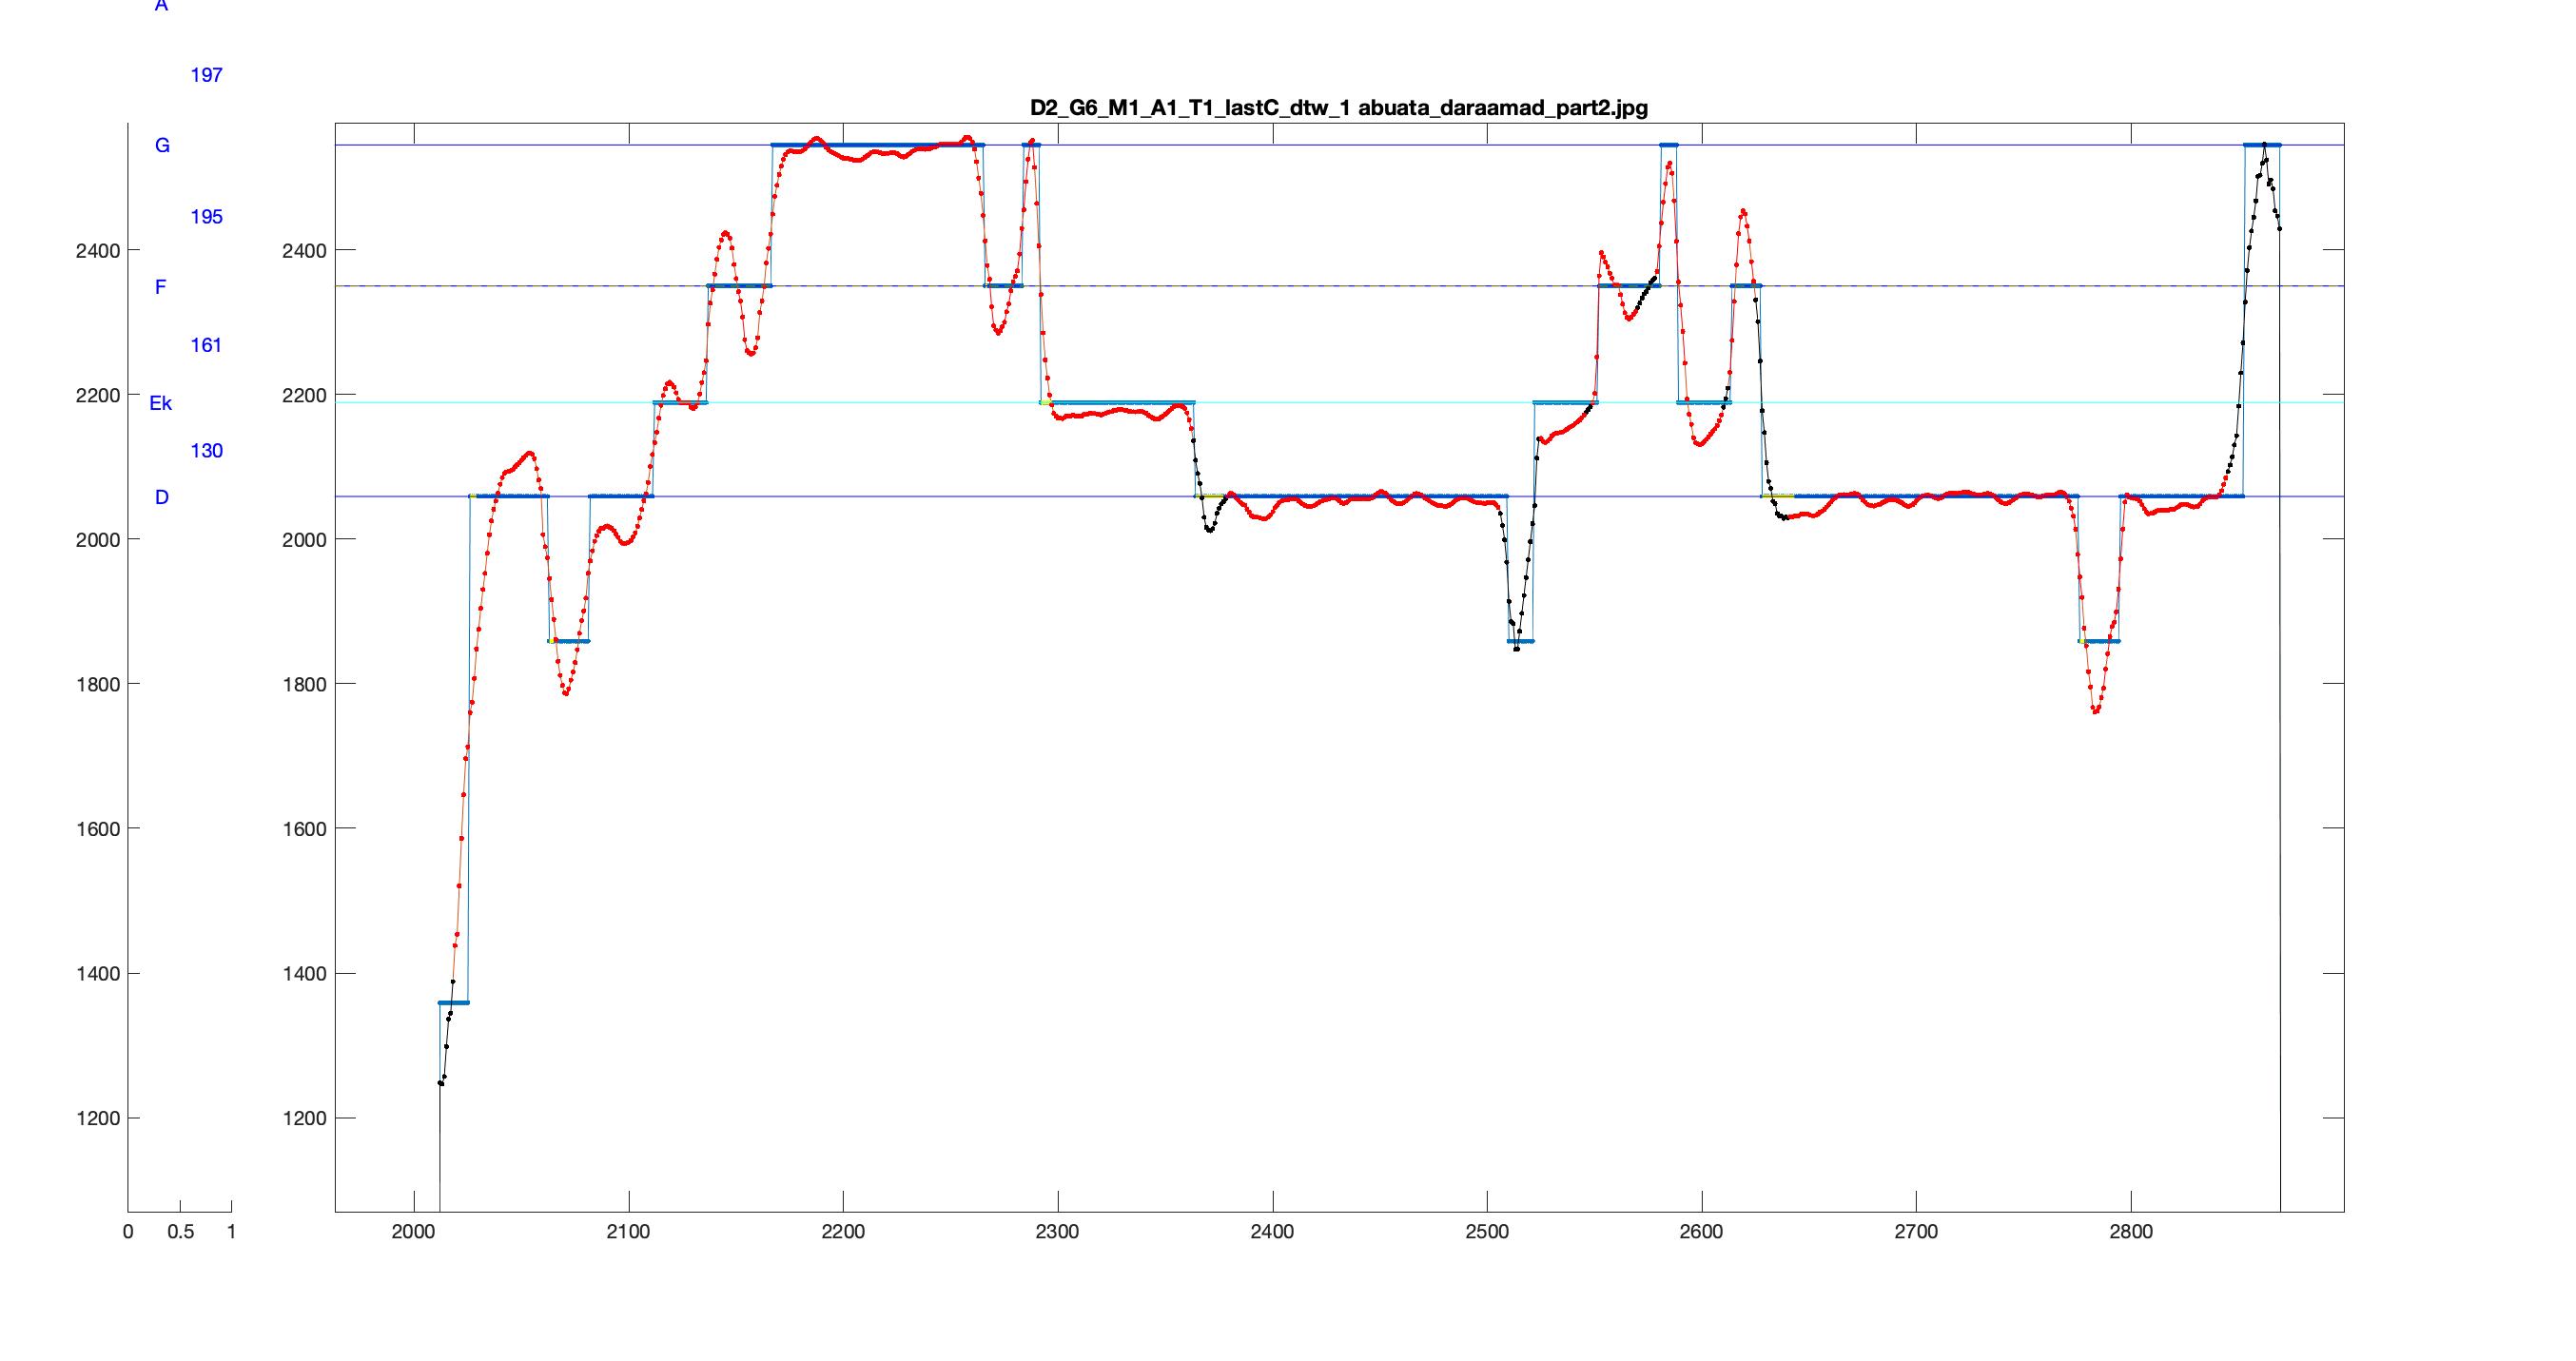 A
197
D2_G6_M1_A1_T1_lastC_dtw_1 abuata_daraamad_part2.jpg
G
195
2400 2400
F
161
2200 Ek 2200
130
D
2000 2000
1800 1800
1600 1600
1400 1400
1200 1200
0 0.5 1 2000 2100 2200 2300 2400 2500 2600 2700 2800